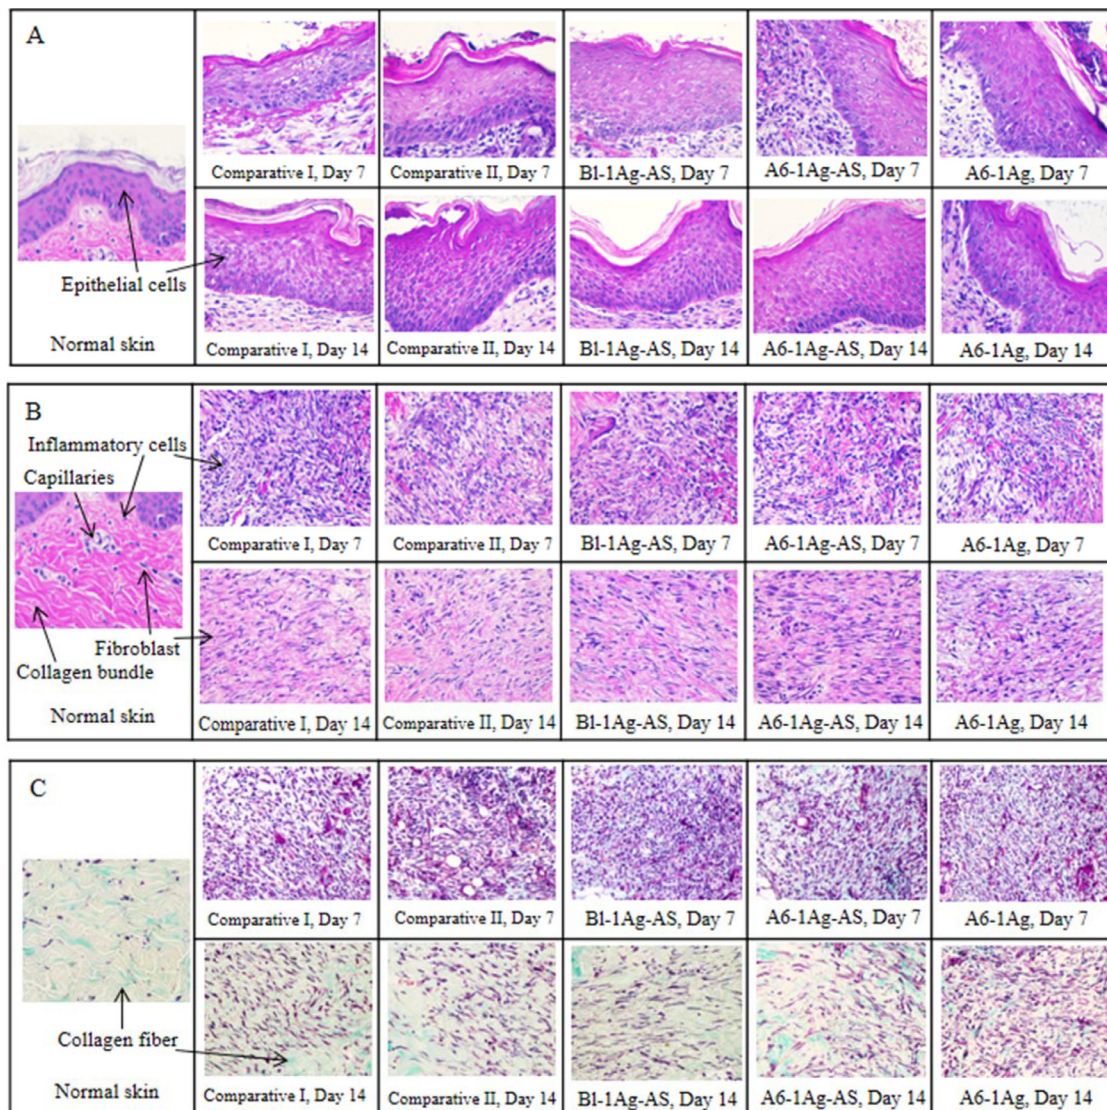 A
Comparative I, Day 7
Comparative II, Day 7
Bl-1Ag-AS, Day 7
A6-1Ag-AS, Day 7
A6-1Ag, Day 7
Epithelial cells
Normal skin
Comparative I, Day 14
Comparative II, Day 14
Bl-1Ag-AS, Day 14
A6-1Ag-AS, Day 14
A6-1Ag, Day 14
B
Inflammatory cells
Capillaries
Comparative I, Day 7
Comparative II, Day 7
Bl-1Ag-AS, Day 7
A6-1Ag-AS, Day 7
A6-1Ag, Day 7
Fibroblast
Collagen bundle
Normal skin
Comparative I, Day 14
Comparative II, Day 14
Bl-1Ag-AS, Day 14
A6-1Ag-AS, Day 14
A6-1Ag, Day 14
C
Comparative I, Day 7
Comparative II, Day 7
Bl-1Ag-AS, Day 7
A6-1Ag-AS, Day 7
A6-1Ag, Day 7
Collagen fiber
Normal skin
Comparative I, Day 14
Comparative II, Day 14
Bl-1Ag-AS, Day 14
A6-1Ag-AS, Day 14
A6-1Ag, Day 14